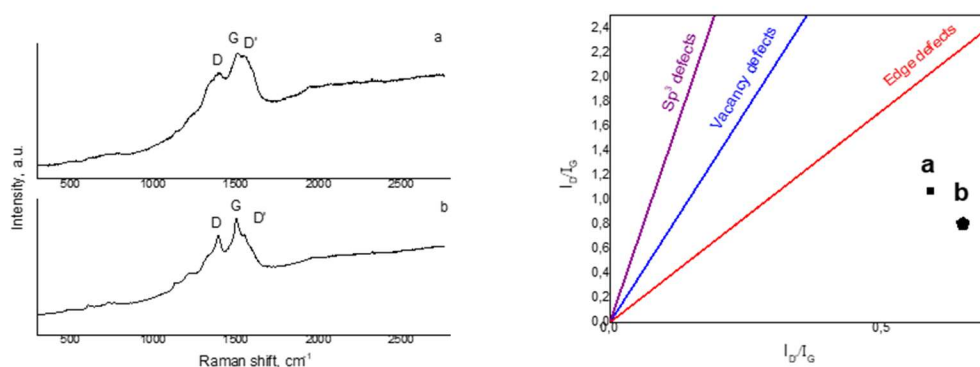 a
G D'
D
500 1000 1500 2000 2500
b
G
D D'
500 1000 1500 2000 2500
Raman shift, cm⁻¹
Intensity, a.u.
2,4
2,2
2,0
1,8
1,6
1,4
1,2
1,0
0,8
0,6
0,4
0,2
0,0
0,0 0,5
I_D/I_G
I_D'/I_G
Sp³ defects
Vacancy defects
Edge defects
a
b